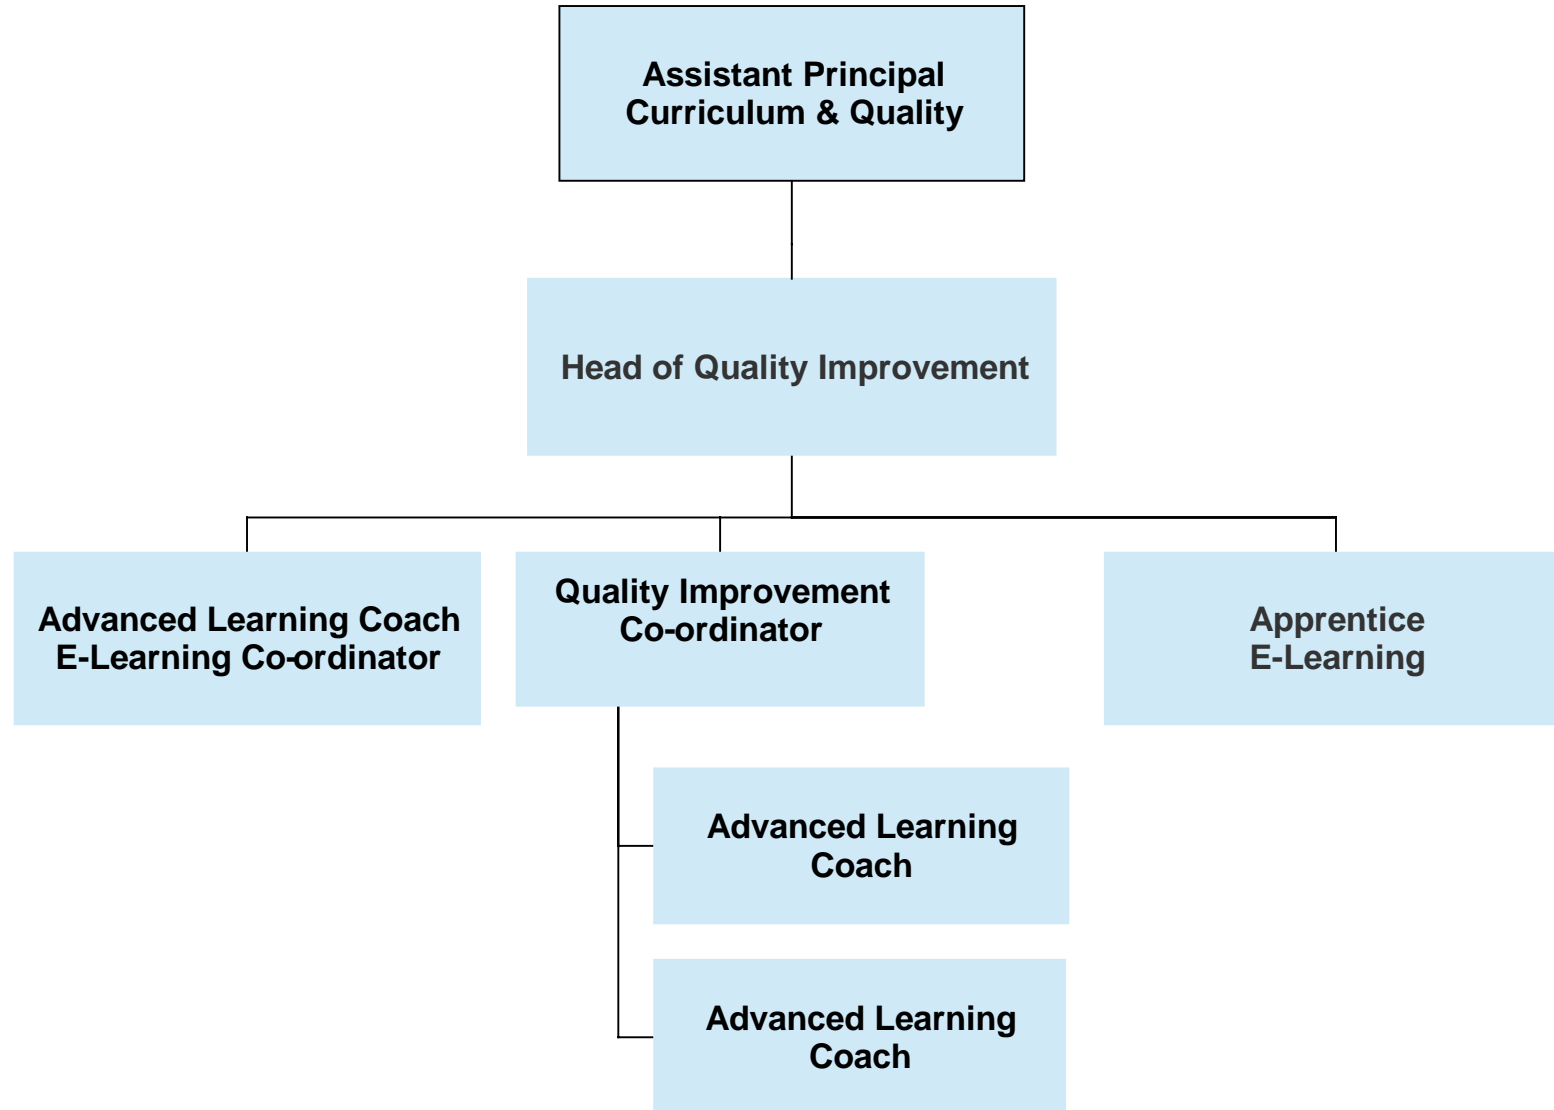 Assistant Principal
Curriculum & Quality
Head of Quality Improvement
Advanced Learning Coach
E-Learning Co-ordinator
Quality Improvement
Co-ordinator
Apprentice
E-Learning
Advanced Learning
Coach
Advanced Learning
Coach